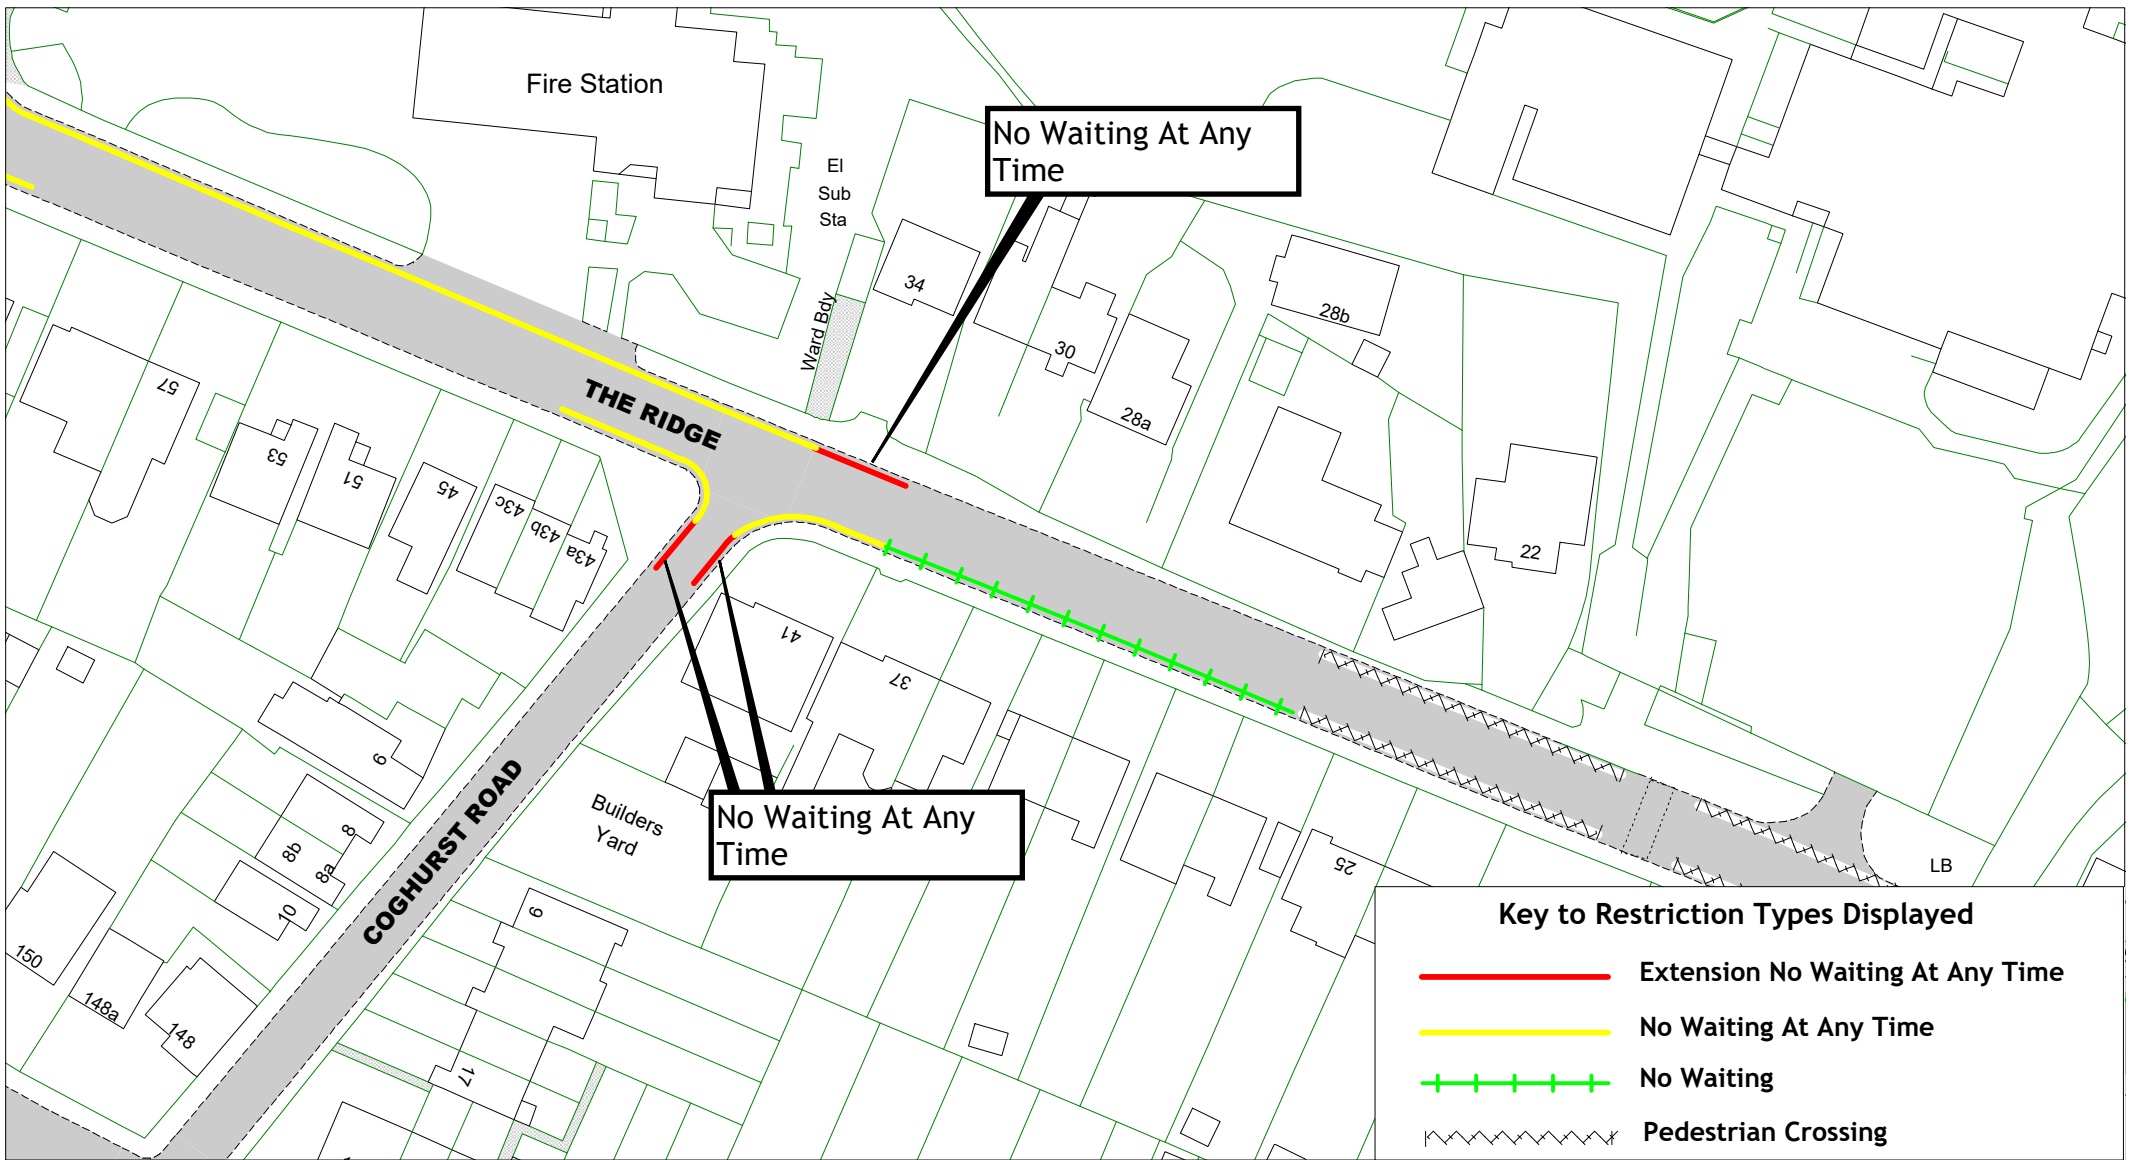 Fire Station
No Waiting At Any
Time
El
Sub
Sta
Ward Bdy
34
30
28b
28a
22
THE RIDGE
57
53
51
45
43c
43b
43a
41
37
25
6
8
8b
8a
10
150
148a
148
COGHURST ROAD
Builders
Yard
No Waiting At Any
Time
9
17
LB
Key to Restriction Types Displayed
Extension No Waiting At Any Time
No Waiting At Any Time
No Waiting
Pedestrian Crossing